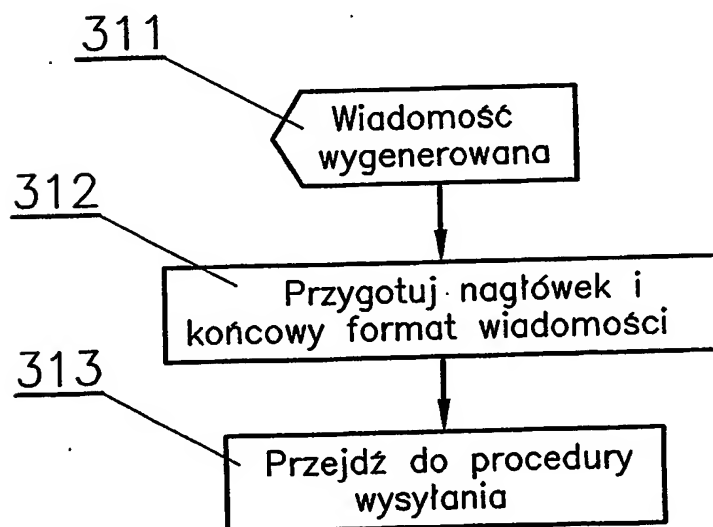 311
Wiadomość
wygenerowana
312
Przygotuj nagłówek i
końcowy format wiadomości
313
Przejdź do procedury
wysyłania